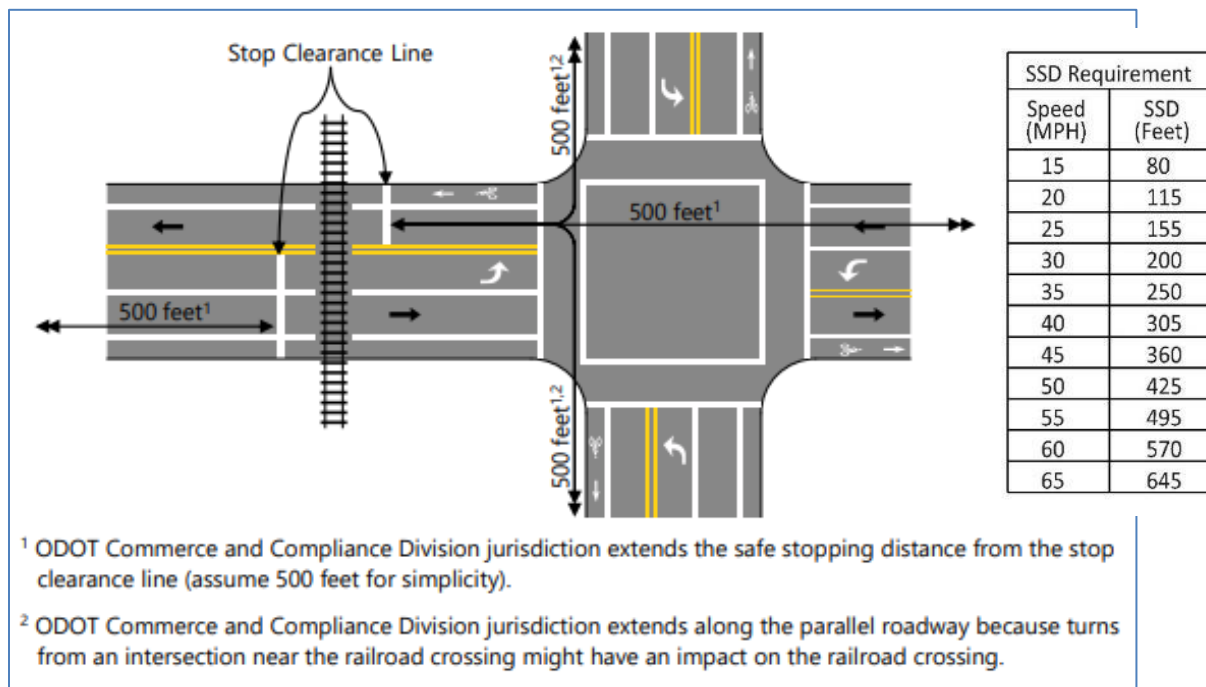 Stop Clearance Line
500 feet1,2
500 feet1
500 feet1
500 feet1,2
SSD Requirement
Speed (MPH) SSD (Feet)
15 80
20 115
25 155
30 200
35 250
40 305
45 360
50 425
55 495
60 570
65 645
1 ODOT Commerce and Compliance Division jurisdiction extends the safe stopping distance from the stop
clearance line (assume 500 feet for simplicity).
2 ODOT Commerce and Compliance Division jurisdiction extends along the parallel roadway because turns
from an intersection near the railroad crossing might have an impact on the railroad crossing.